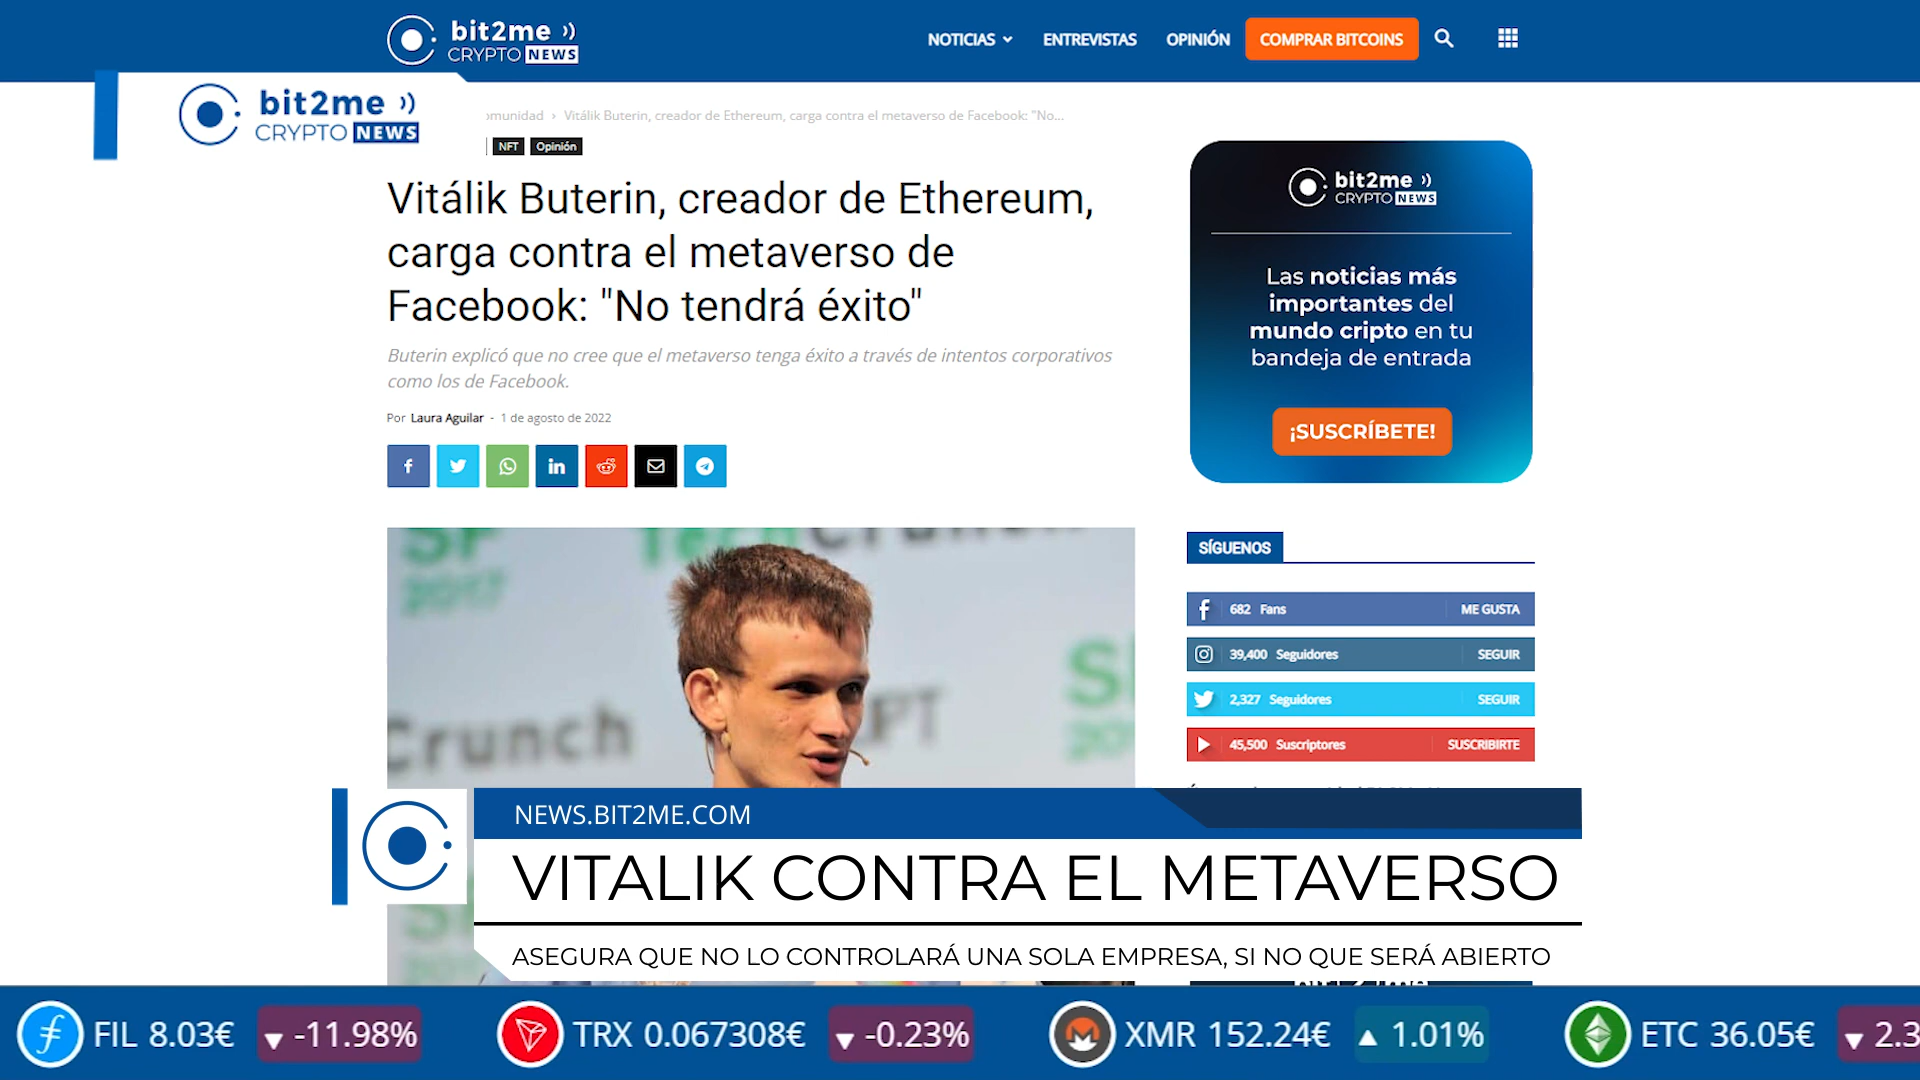 bit2me
CRYPTO NEWS
NOTICIAS
ENTREVISTAS
OPINIÓN
COMPRAR BITCOINS
bit2me
CRYPTO NEWS
omunidad › Vitálik Buterin, creador de Ethereum, carga contra el metaverso de Facebook: "No...
NFT
Opinión
Vitálik Buterin, creador de Ethereum,
carga contra el metaverso de
Facebook: "No tendrá éxito"
Buterin explicó que no cree que el metaverso tenga éxito a través de intentos corporativos
como los de Facebook.
Por Laura Aguilar - 1 de agosto de 2022
bit2me
CRYPTO NEWS
Las noticias más
importantes del
mundo cripto en tu
bandeja de entrada
¡SUSCRÍBETE!
SÍGUENOS
682 Fans ME GUSTA
39,400 Seguidores SEGUIR
2,327 Seguidores SEGUIR
45,500 Suscriptores SUSCRIBIRTE
SF
2017
TechCrunch
Crunch
NEWS.BIT2ME.COM
VITALIK CONTRA EL METAVERSO
ASEGURA QUE NO LO CONTROLARÁ UNA SOLA EMPRESA, SI NO QUE SERÁ ABIERTO
FIL 8.03€ ▼ -11.98% TRX 0.067308€ ▼ -0.23% XMR 152.24€ ▲ 1.01% ETC 36.05€ ▼ 2.3